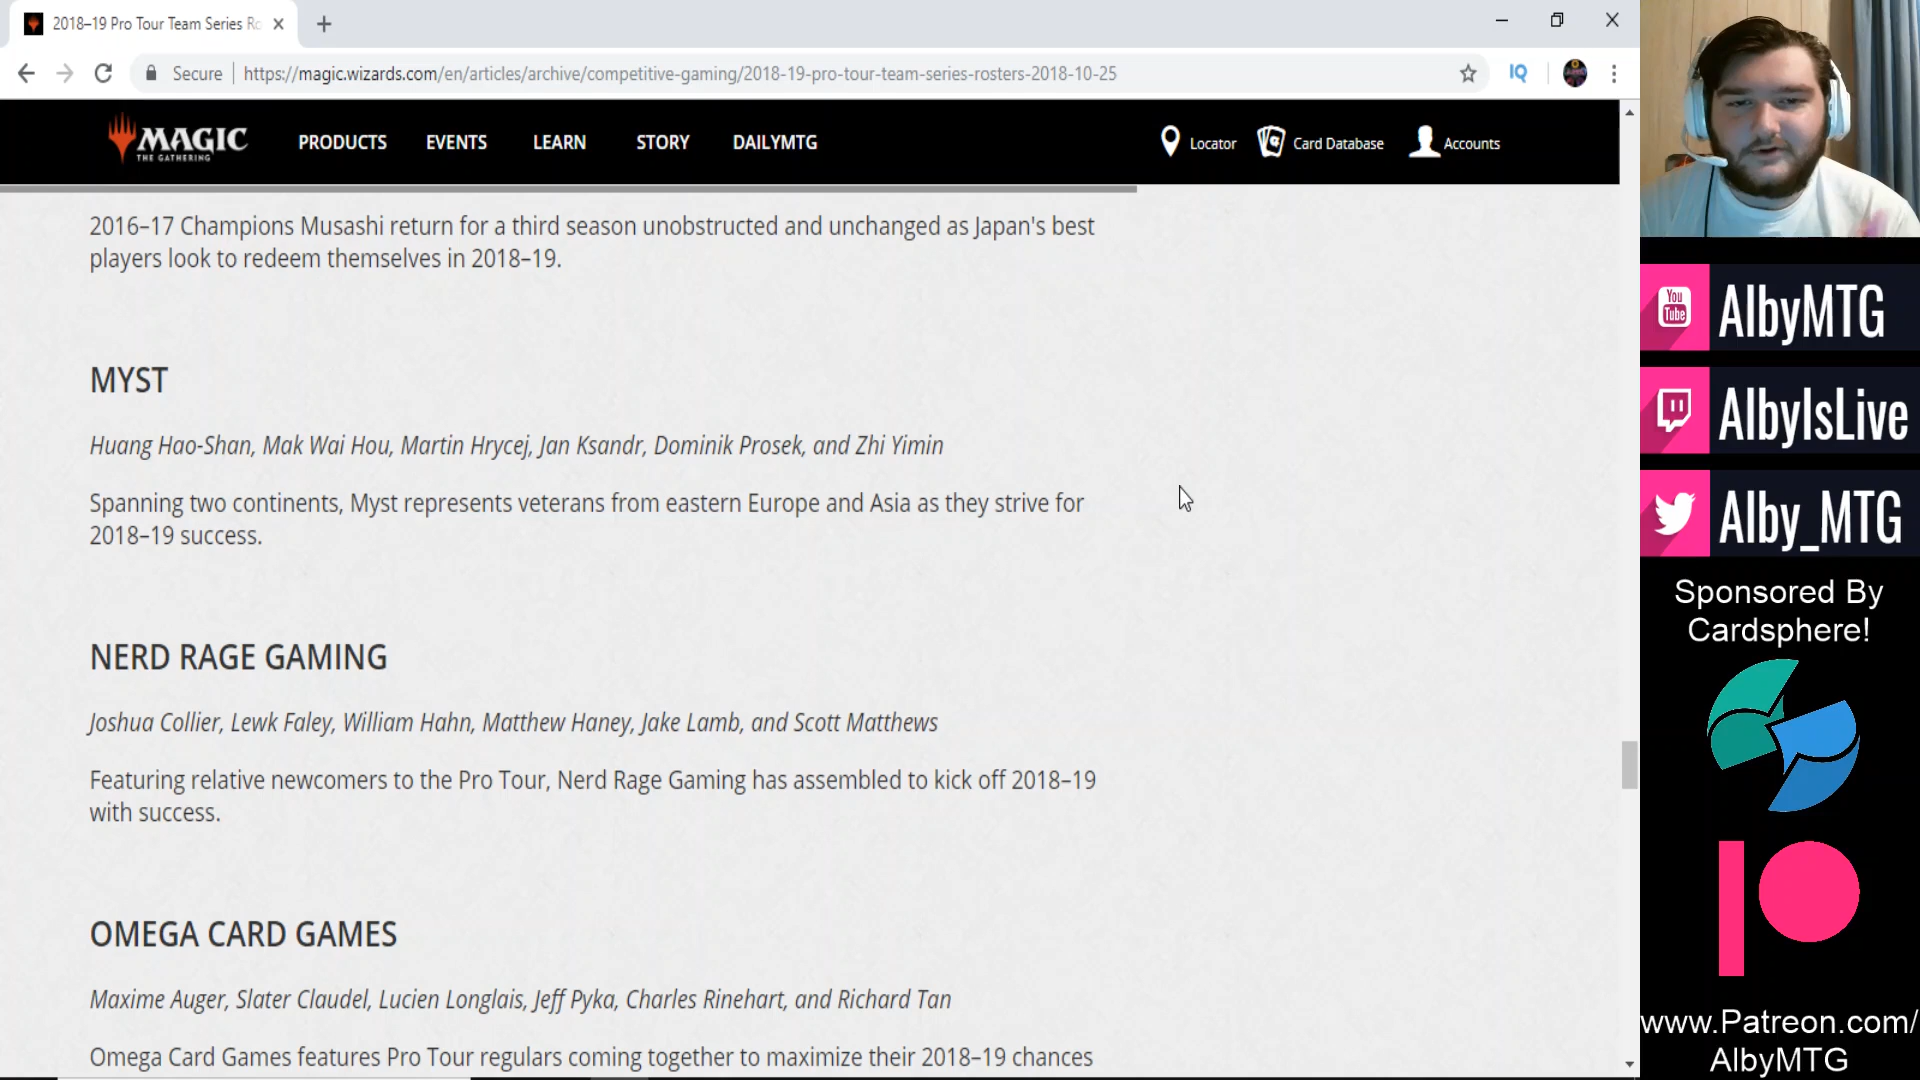 2018–19 Pro Tour Team Series Ro
Secure
https://magic.wizards.com/en/articles/archive/competitive-gaming/2018-19-pro-tour-team-series-rosters-2018-10-25
IQ
MAGIC
THE GATHERING
PRODUCTS
EVENTS
LEARN
STORY
DAILYMTG
Locator
Card Database
Accounts
2016–17 Champions Musashi return for a third season unobstructed and unchanged as Japan's best
players look to redeem themselves in 2018–19.
MYST
Huang Hao-Shan, Mak Wai Hou, Martin Hrycej, Jan Ksandr, Dominik Prosek, and Zhi Yimin
Spanning two continents, Myst represents veterans from eastern Europe and Asia as they strive for
2018–19 success.
NERD RAGE GAMING
Joshua Collier, Lewk Faley, William Hahn, Matthew Haney, Jake Lamb, and Scott Matthews
Featuring relative newcomers to the Pro Tour, Nerd Rage Gaming has assembled to kick off 2018–19
with success.
OMEGA CARD GAMES
Maxime Auger, Slater Claudel, Lucien Longlais, Jeff Pyka, Charles Rinehart, and Richard Tan
Omega Card Games features Pro Tour regulars coming together to maximize their 2018–19 chances
You
Tube
AlbyMTG
AlbyIsLive
Alby_MTG
Sponsored By
Cardsphere!
www.Patreon.com/
AlbyMTG